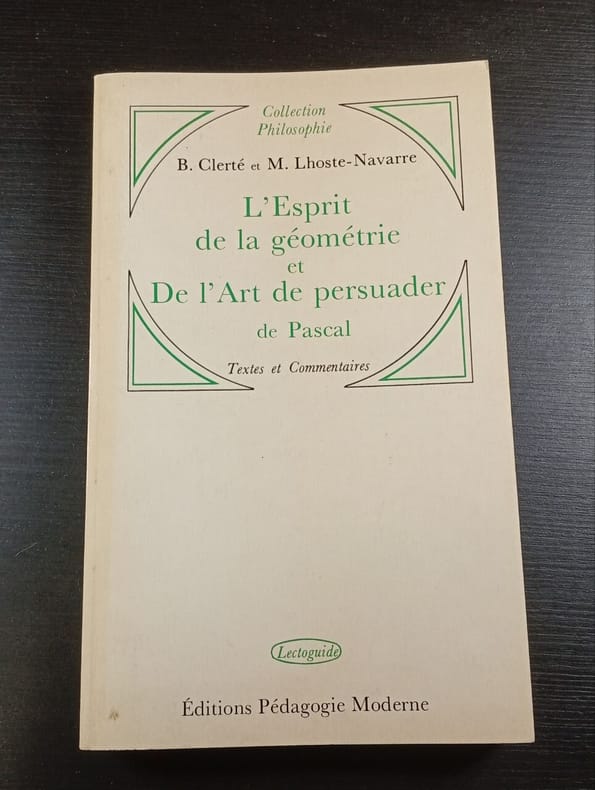 Collection
Philosophie
B. Clerté et M. Lhoste-Navarre
L'Esprit
de la géométrie
et
De l'Art de persuader
de Pascal
Textes et Commentaires
Lectoguide
Éditions Pédagogie Moderne